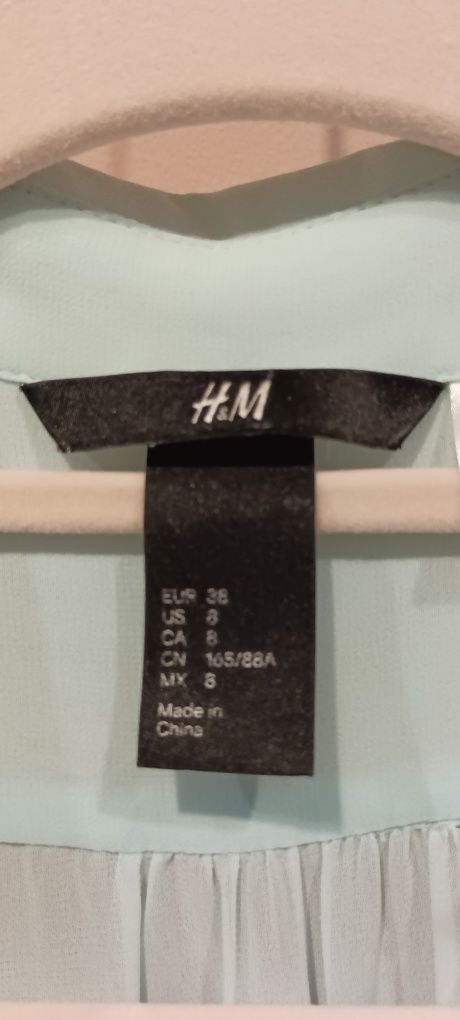 H&M
EUR 38
US 8
CA 8
CN 165/88A
MX 8
Made in
China